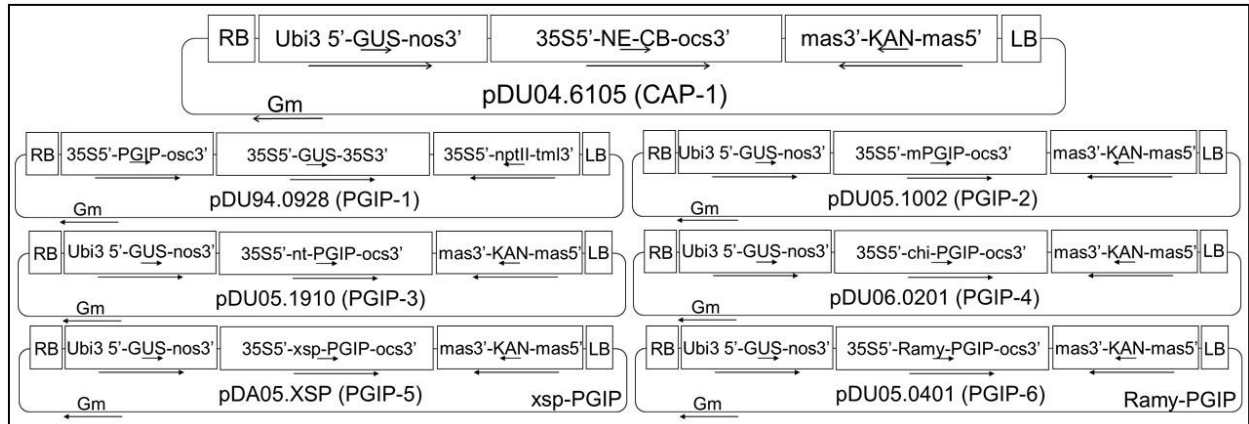 RB Ubi3 5’-GUS-nos3’ 35S5’-NE-CB-ocs3’ mas3’-KAN-mas5’ LB
pDU04.6105 (CAP-1)
Gm
RB 35S5’-PGIP-osc3’ 35S5’-GUS-35S3’ 35S5’-nptII-tml3’ LB
pDU94.0928 (PGIP-1)
Gm
RB Ubi3 5’-GUS-nos3’ 35S5’-mPGIP-ocs3’ mas3’-KAN-mas5’ LB
pDU05.1002 (PGIP-2)
Gm
RB Ubi3 5’-GUS-nos3’ 35S5’-nt-PGIP-ocs3’ mas3’-KAN-mas5’ LB
pDU05.1910 (PGIP-3)
Gm
RB Ubi3 5’-GUS-nos3’ 35S5’-chi-PGIP-ocs3’ mas3’-KAN-mas5’ LB
pDU06.0201 (PGIP-4)
Gm
RB Ubi3 5’-GUS-nos3’ 35S5’-xsp-PGIP-ocs3’ mas3’-KAN-mas5’ LB
pDA05.XSP (PGIP-5) xsp-PGIP
Gm
RB Ubi3 5’-GUS-nos3’ 35S5’-Ramy-PGIP-ocs3’ mas3’-KAN-mas5’ LB
pDU05.0401 (PGIP-6) Ramy-PGIP
Gm